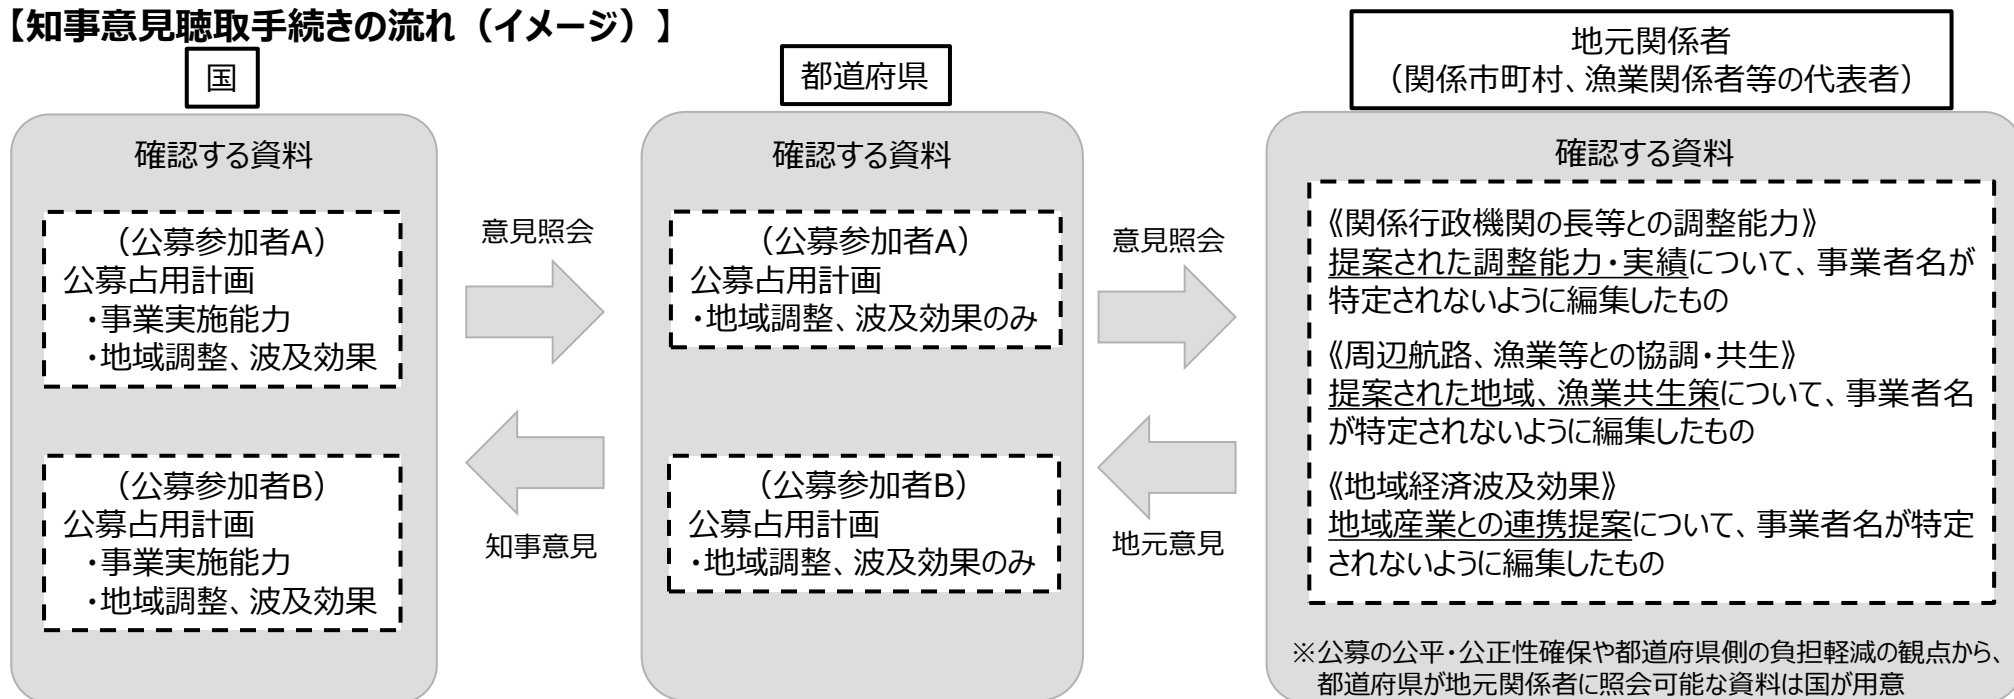 【知事意見聴取手続きの流れ（イメージ）】
国
確認する資料
（公募参加者A）
公募占用計画
・事業実施能力
・地域調整、波及効果
（公募参加者B）
公募占用計画
・事業実施能力
・地域調整、波及効果
意見照会
知事意見
都道府県
確認する資料
（公募参加者A）
公募占用計画
・地域調整、波及効果のみ
（公募参加者B）
公募占用計画
・地域調整、波及効果のみ
意見照会
地元意見
地元関係者
（関係市町村、漁業関係者等の代表者）
確認する資料
《関係行政機関の長等との調整能力》
提案された調整能力・実績について、事業者名が
特定されないように編集したもの
《周辺航路、漁業等との協調・共生》
提案された地域、漁業共生策について、事業者名
が特定されないように編集したもの
《地域経済波及効果》
地域産業との連携提案について、事業者名が特定
されないように編集したもの
※公募の公平・公正性確保や都道府県側の負担軽減の観点から、
都道府県が地元関係者に照会可能な資料は国が用意